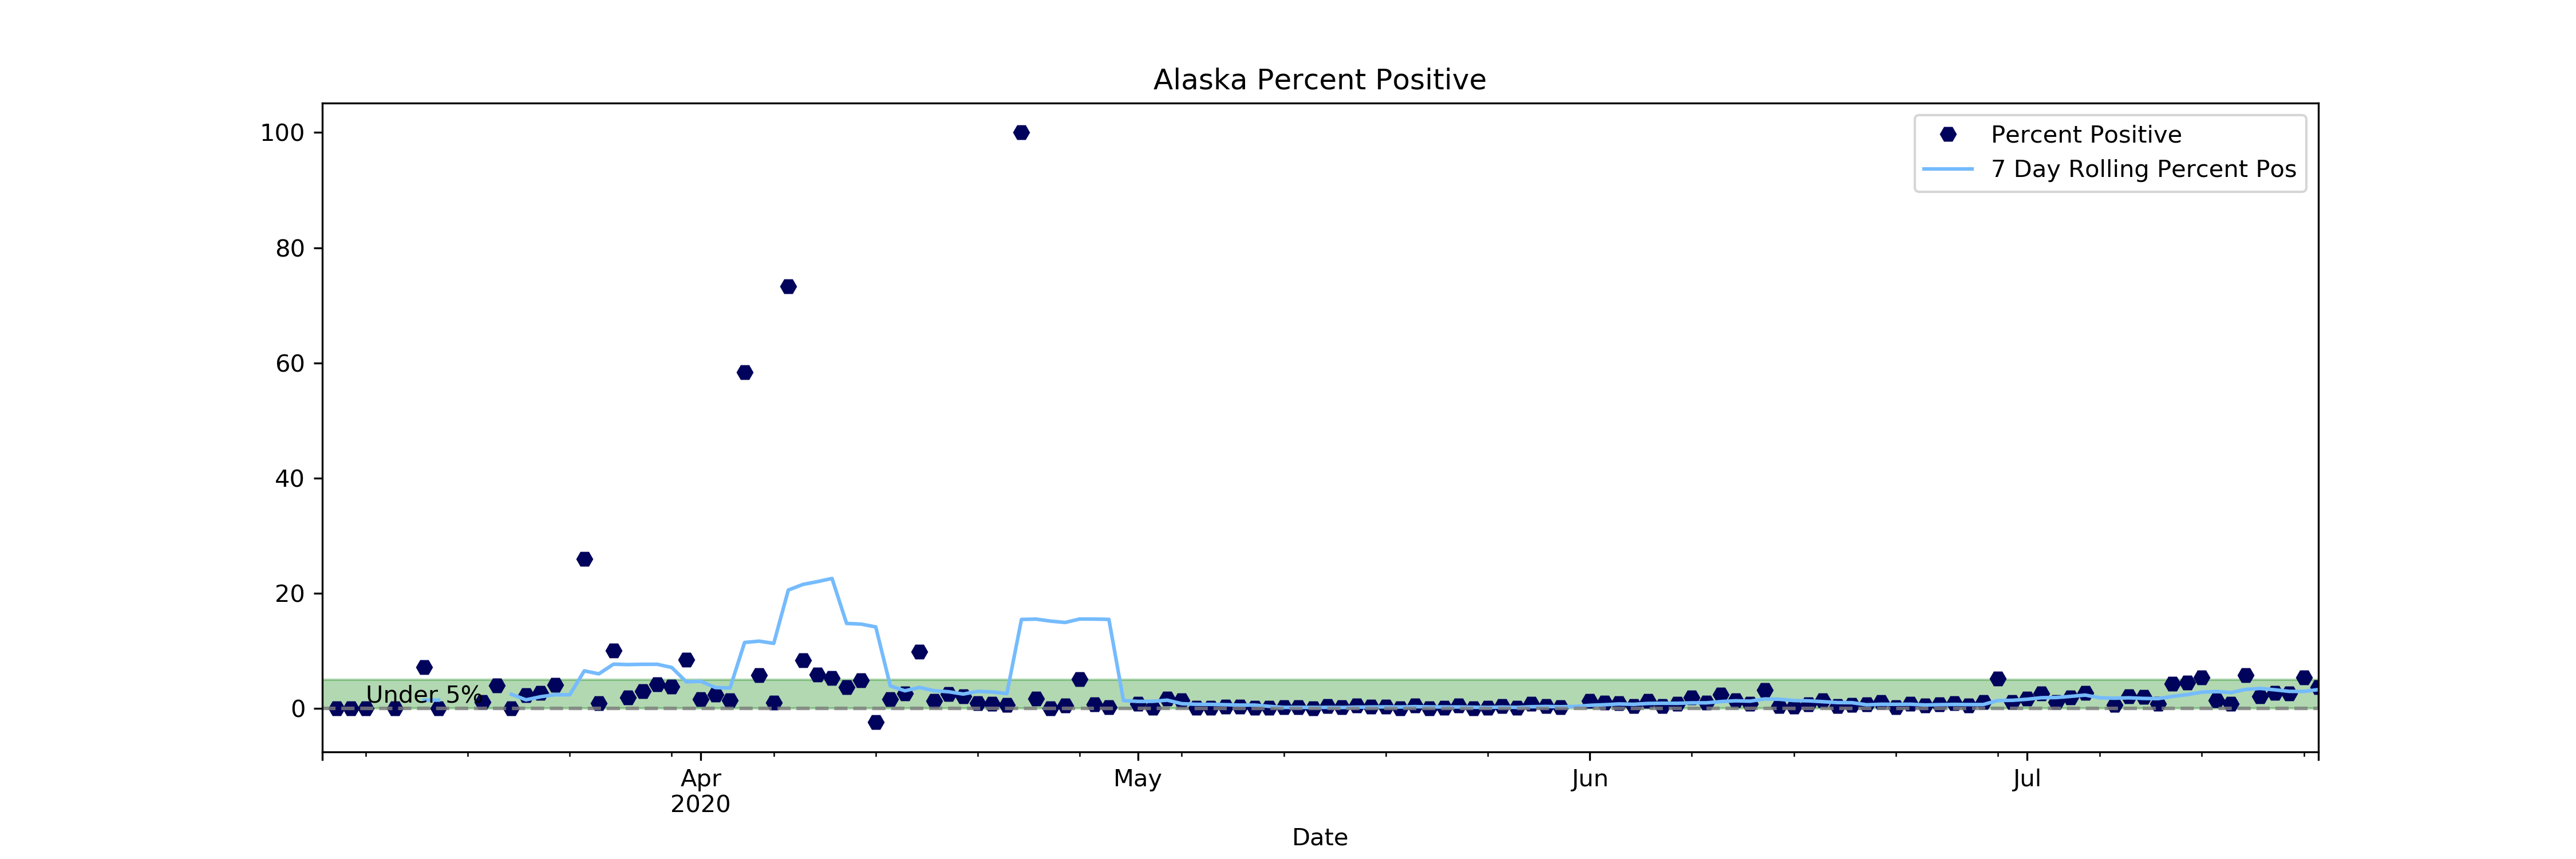 Alaska Percent Positive
100
80
60
40
20
0
Percent Positive
7 Day Rolling Percent Pos
Under 5%
Apr
2020
May
Jun
Jul
Date